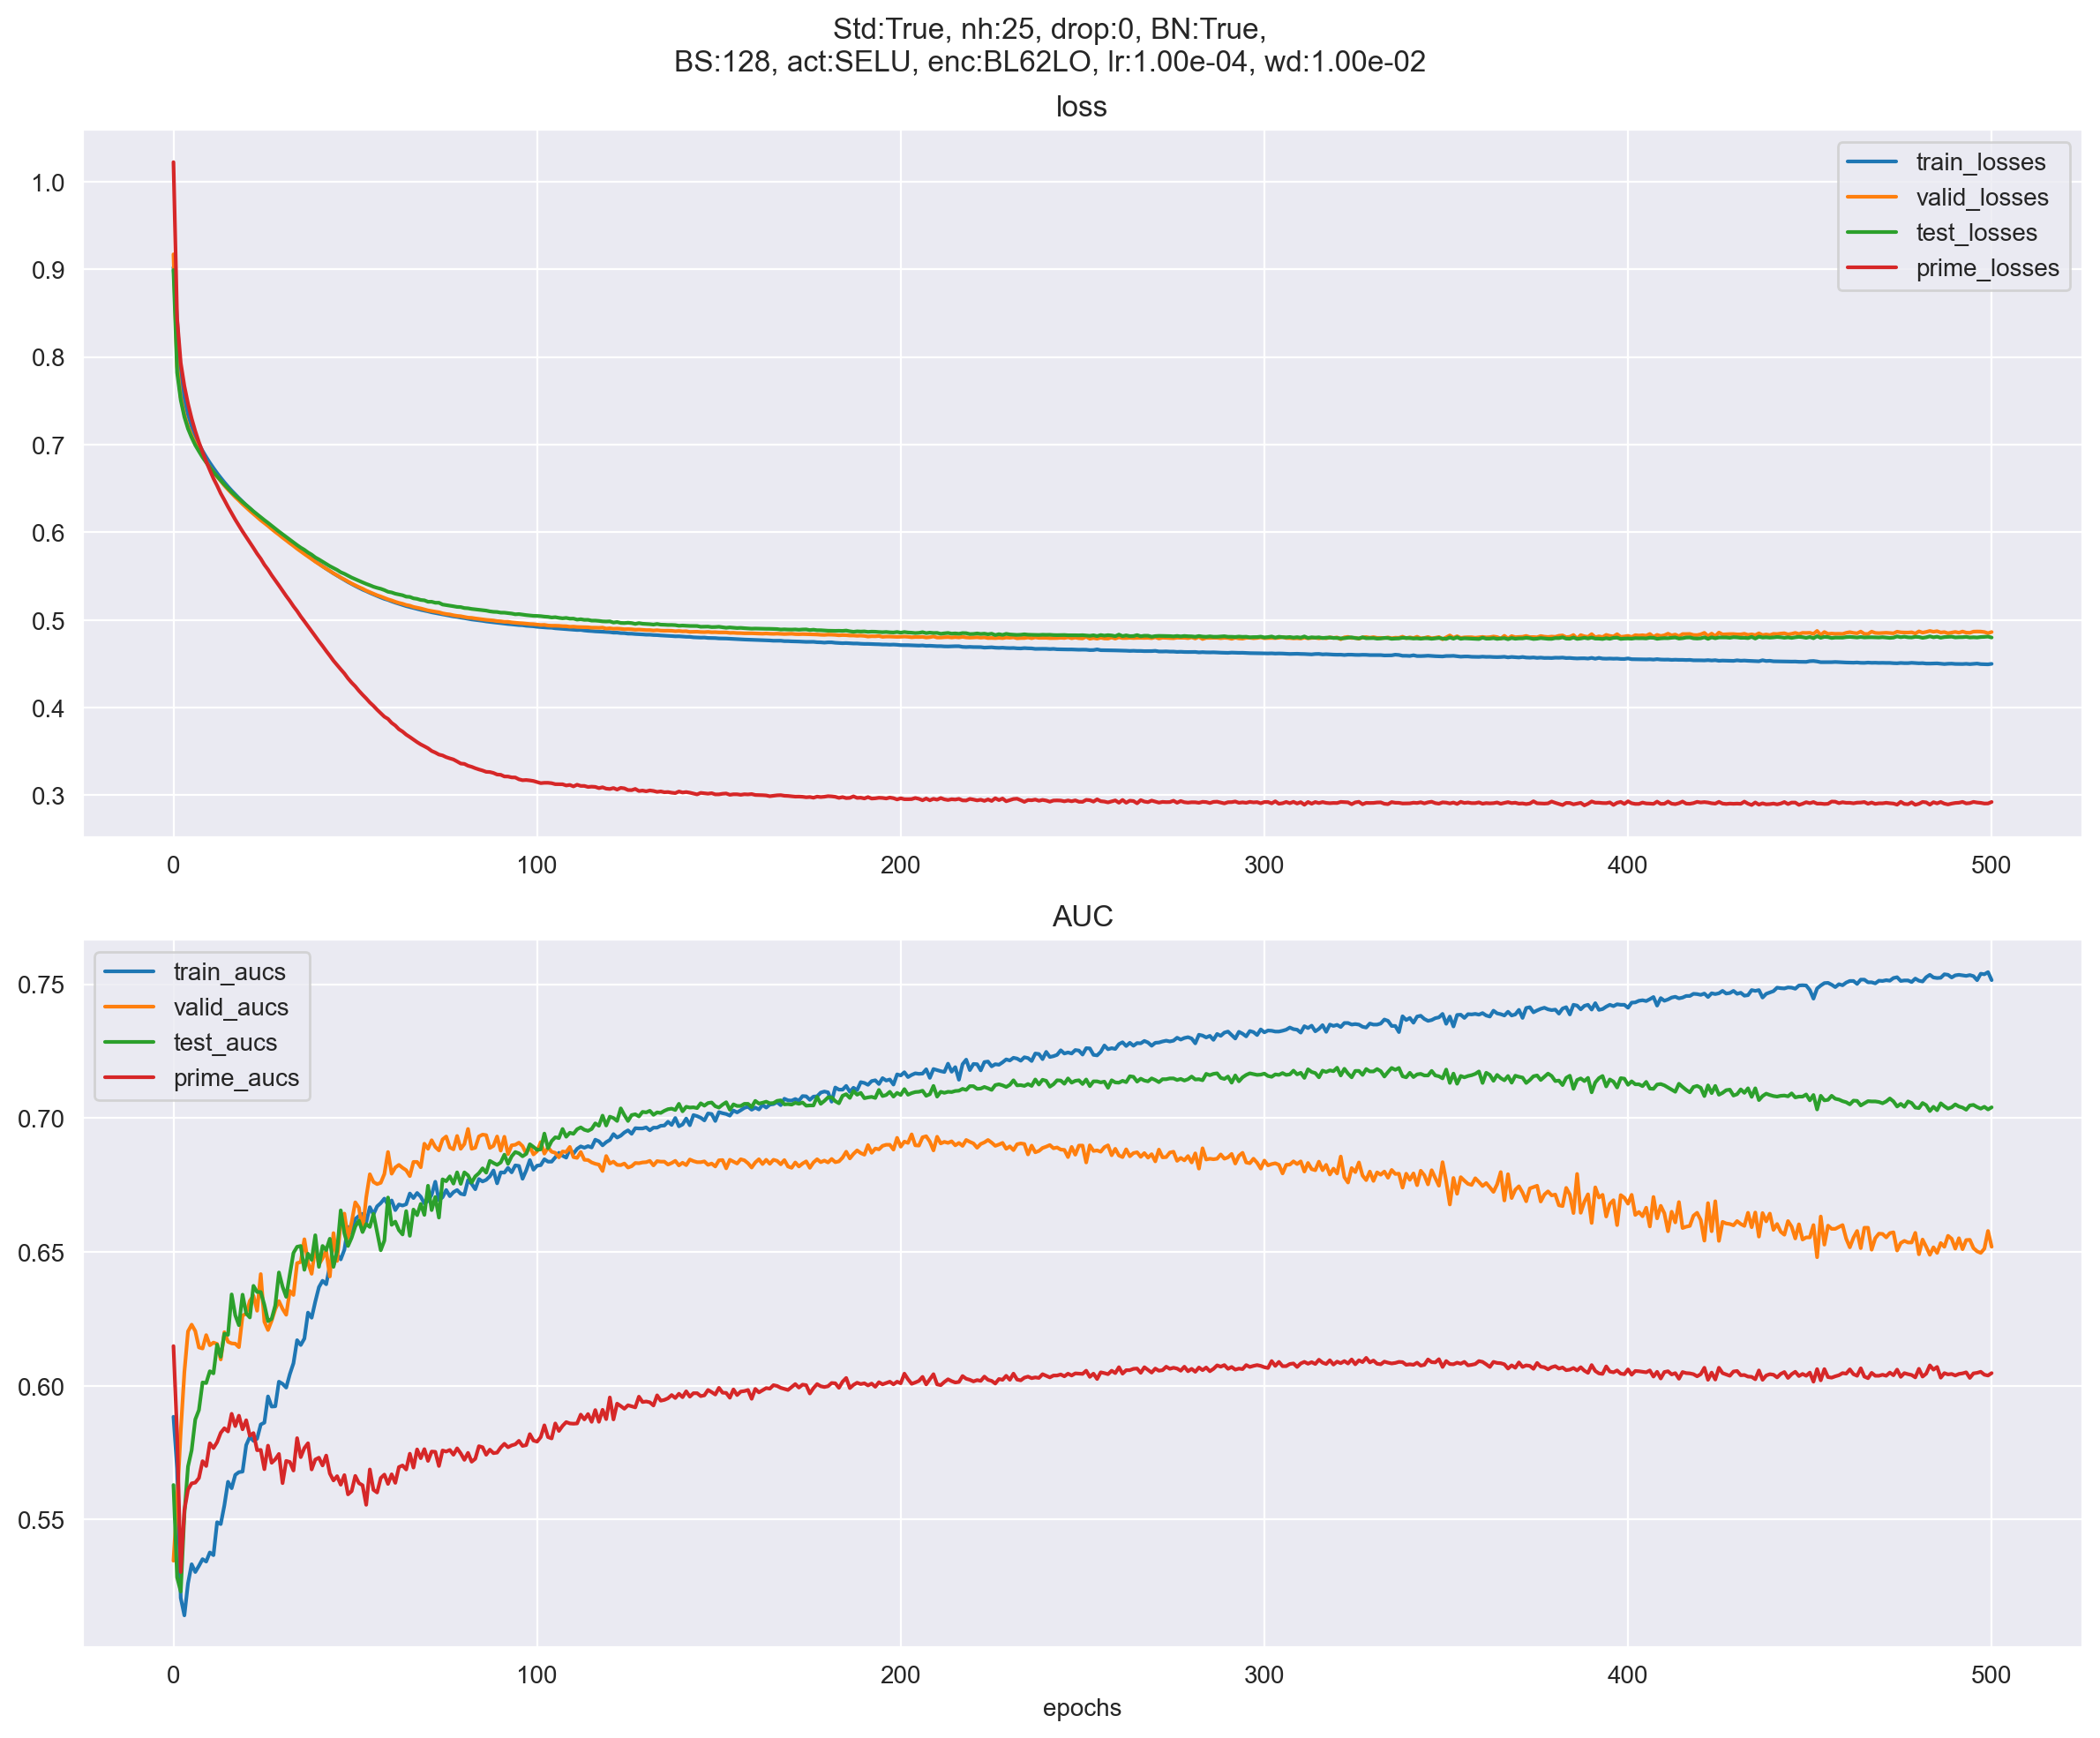 Std:True, nh:25, drop:0, BN:True,
BS:128, act:SELU, enc:BL62LO, lr:1.00e-04, wd:1.00e-02
loss
1.0
0.9
0.8
0.7
0.6
0.5
0.4
0.3
train_losses
valid_losses
test_losses
prime_losses
0 100 200 300 400 500
AUC
0.75
0.70
0.65
0.60
0.55
train_aucs
valid_aucs
test_aucs
prime_aucs
0 100 200 300 400 500
epochs